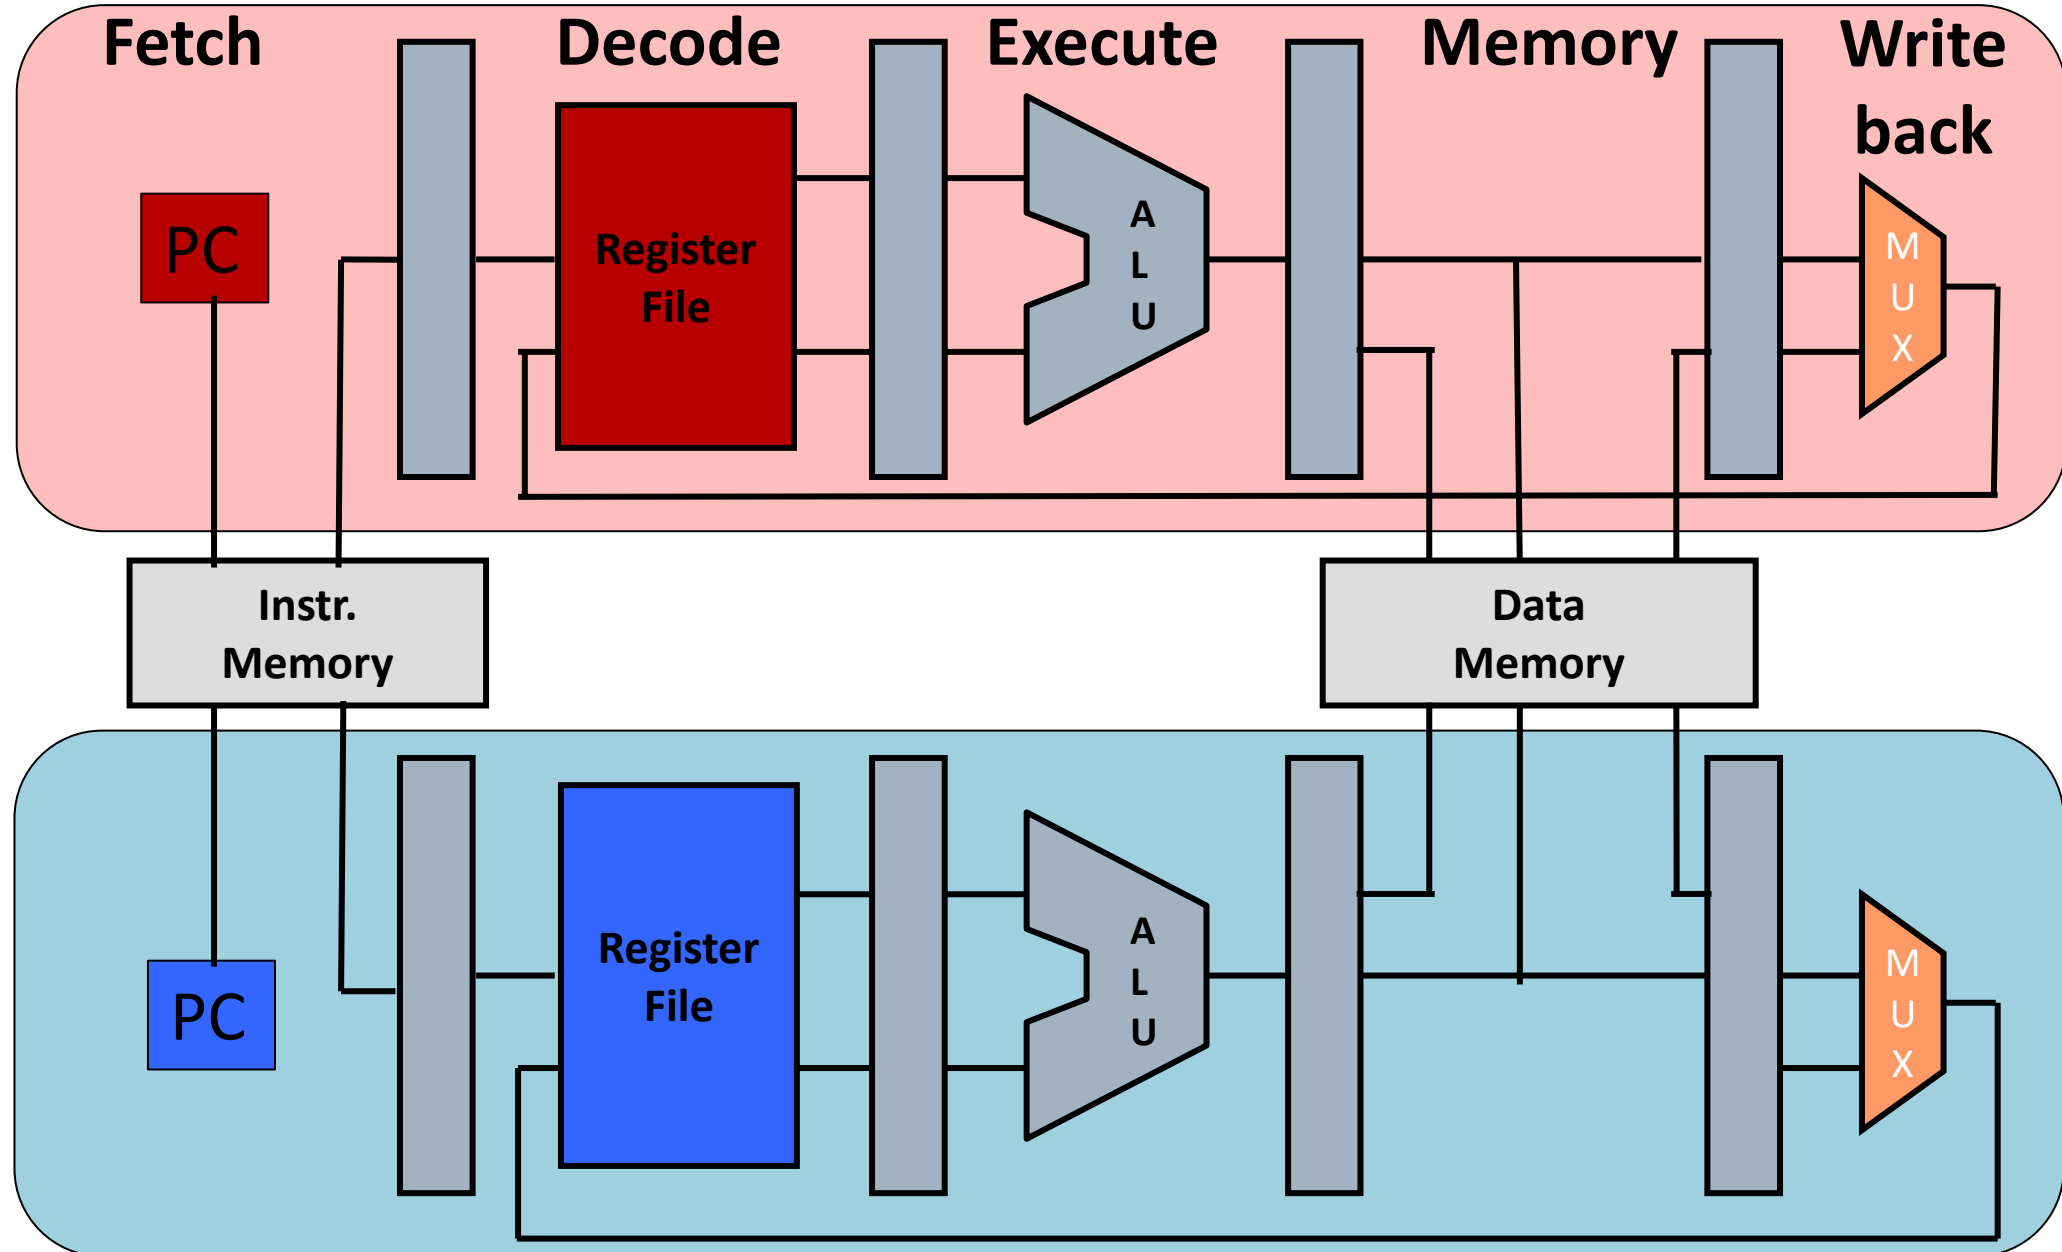 Fetch
Decode
Execute
Memory
Write
back
PC
Register
File
A
L
U
M
U
X
Instr.
Memory
Data
Memory
PC
Register
File
A
L
U
M
U
X